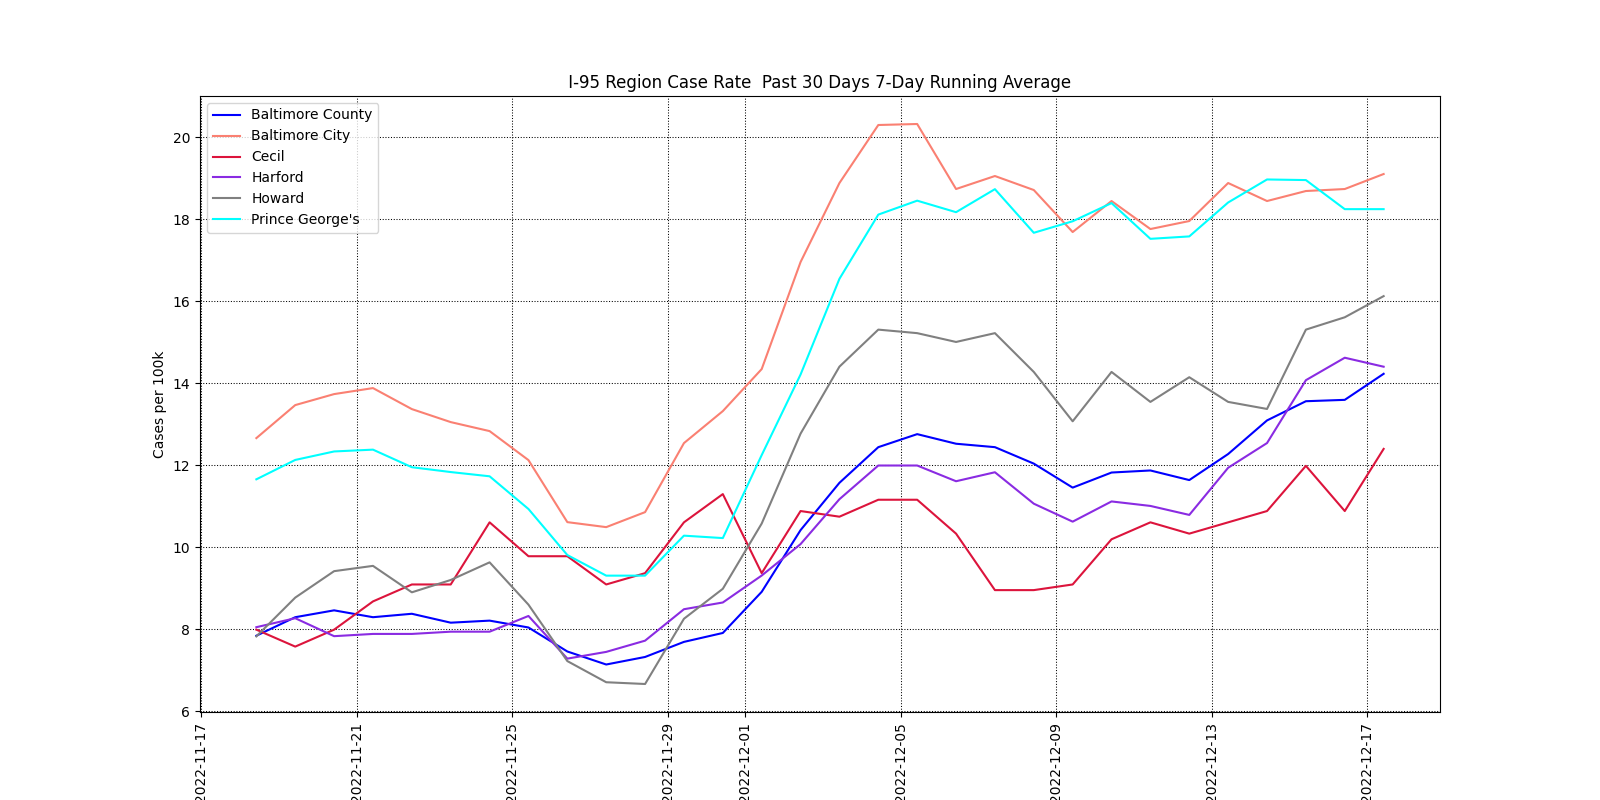 I-95 Region Case Rate  Past 30 Days 7-Day Running Average
Baltimore County
Baltimore City
Cecil
Harford
Howard
Prince George's
Cases per 100k
20
18
16
14
12
10
8
6
2022-11-17
2022-11-21
2022-11-25
2022-11-29
2022-12-01
2022-12-05
2022-12-09
2022-12-13
2022-12-17